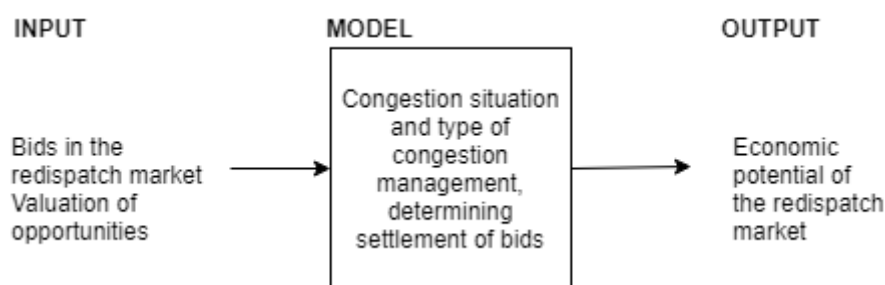 INPUT
MODEL
OUTPUT
Bids in the
redispatch market
Valuation of
opportunities
Congestion situation
and type of
congestion
management,
determining
settlement of bids
Economic
potential of
the redispatch
market